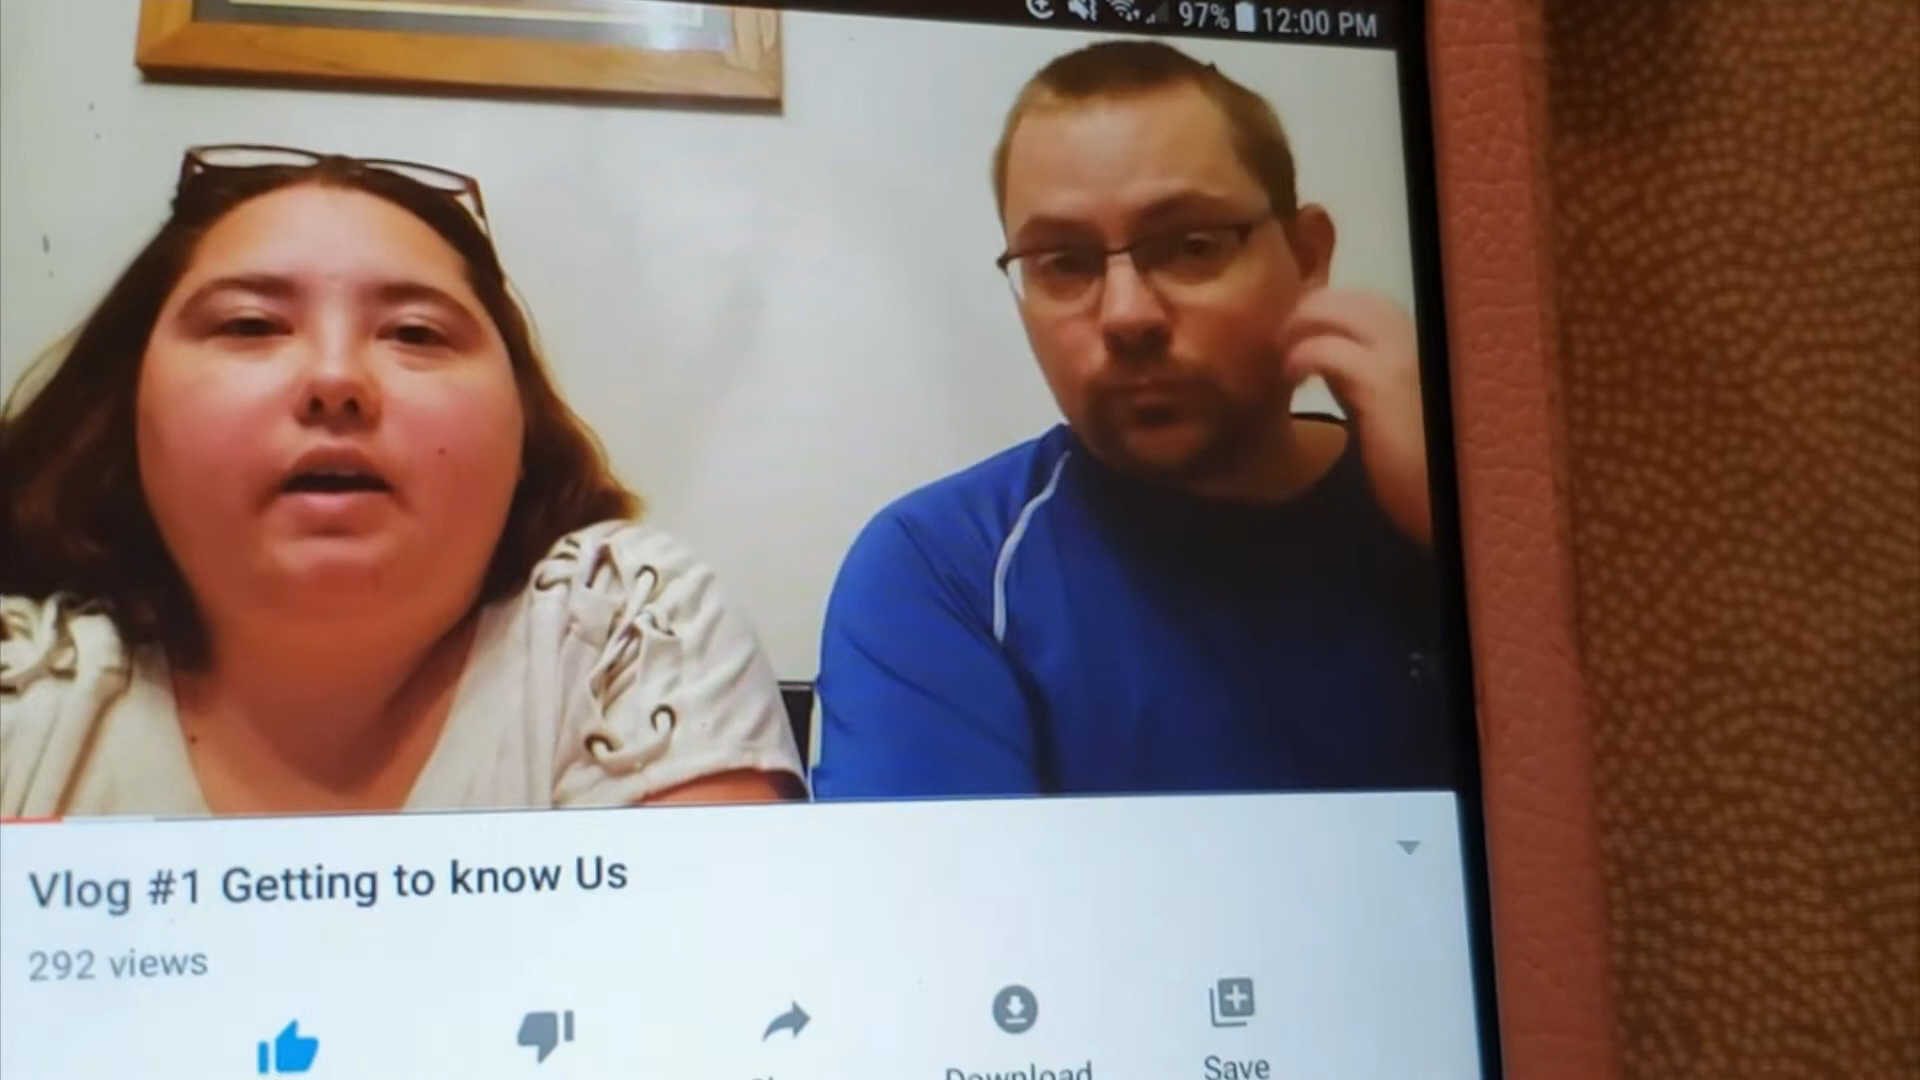 97% 12:00 PM
Vlog #1 Getting to know Us
292 views
Download
Save